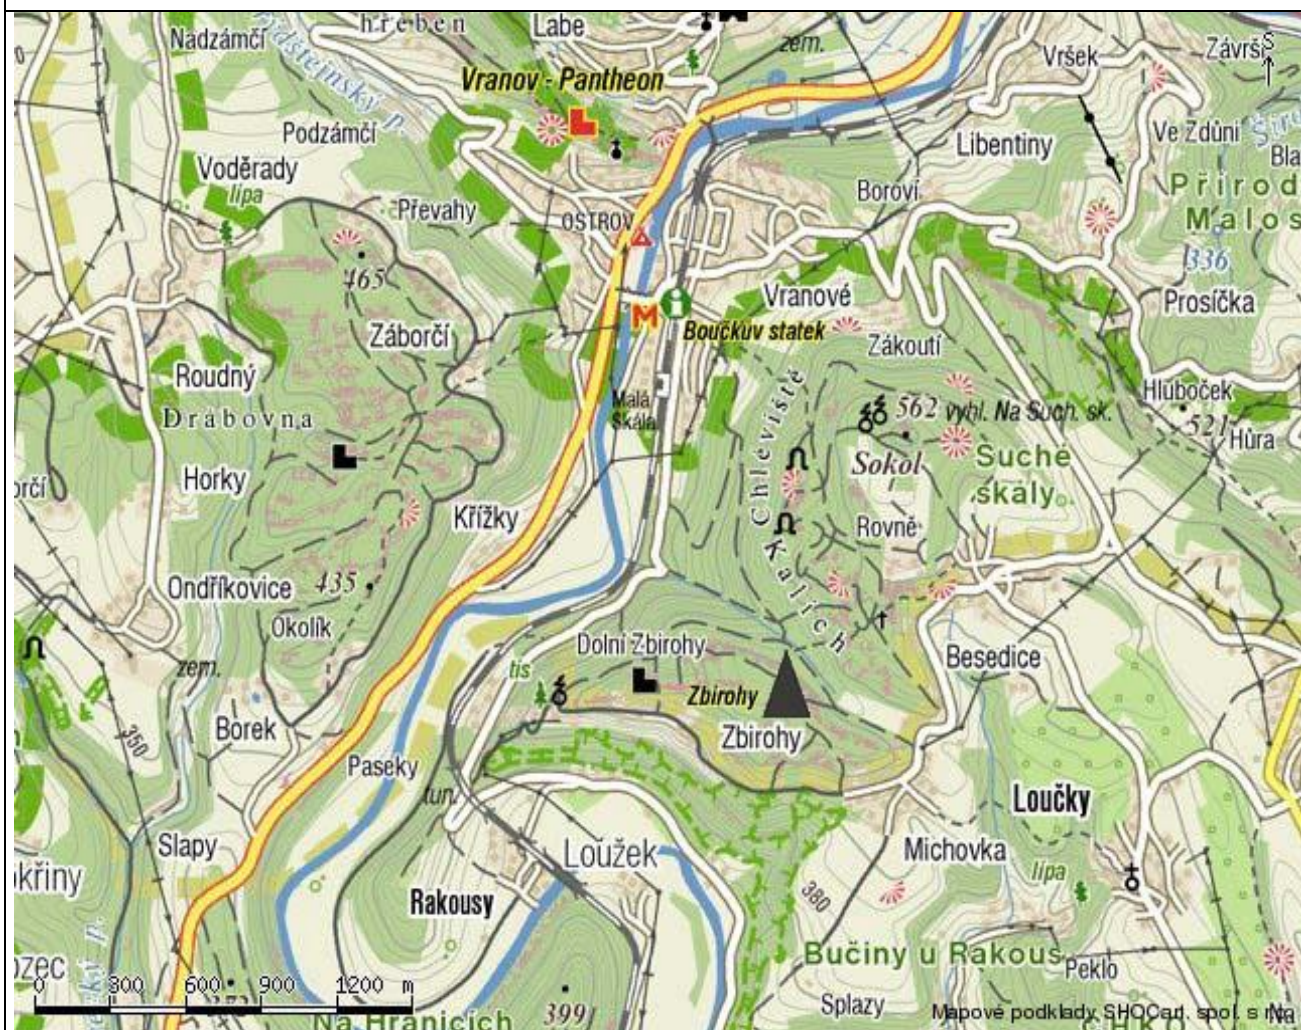 hřeben
Labe
Nadzámčí
zem.
Vršek
Závrší
S
Vranov - Pantheon
Podzámčí
Libentiny
Ve Zdůní
Voděrady
lípa
Boroví
Převahy
Přírod
Malos
OSTROV
336
465
Vranové
Prosíčka
Boučkův statek
Záborčí
Zákoutí
Roudný
Malá
Skála
Hluboček
Drábovna
562 vyhl. Na Such. sk.
521
Hůra
Chléviště
Sokol
Suché
skály
Horky
Křížky
Rovně
Kalich
Ondříkovice
435
Okolík
Dolní Zbirohy
Besedice
tis
zem.
Zbirohy
Zbirohy
Borek
350
Paseky
tun.
Loučky
Slapy
Loužek
Michovka
lípa
Rakousy
380
Bučiny u Rakous
Peklo
0 300 600 900 1200 m
372
399
Splazy
Na Hranicích
Mapové podklady SHOCart, spol. s r.o.